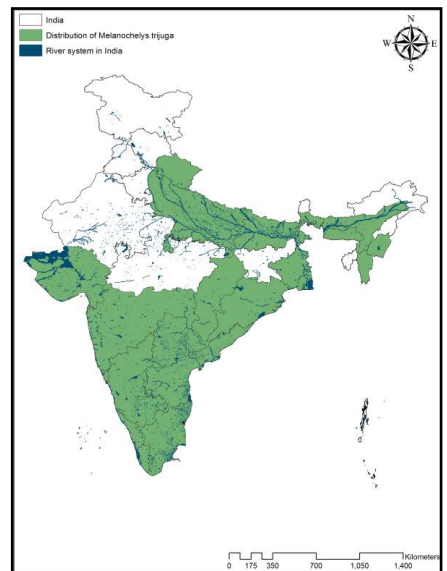 India
Distribution of Melanochelys trijuga
River system in India
N
W E
S
Kilometers
0 175 350 700 1,050 1,400